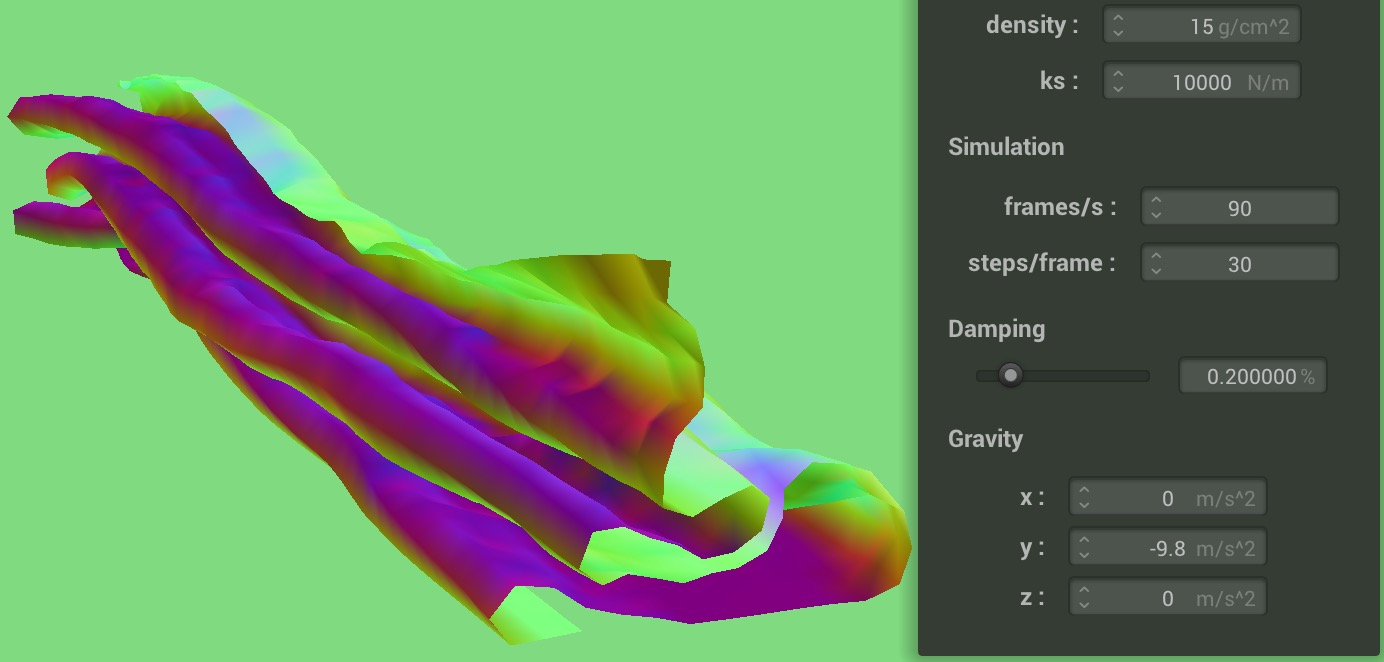 density : 15 g/cm^2
ks : 10000 N/m
Simulation
frames/s : 90
steps/frame : 30
Damping
0.200000 %
Gravity
x : 0 m/s^2
y : -9.8 m/s^2
z : 0 m/s^2